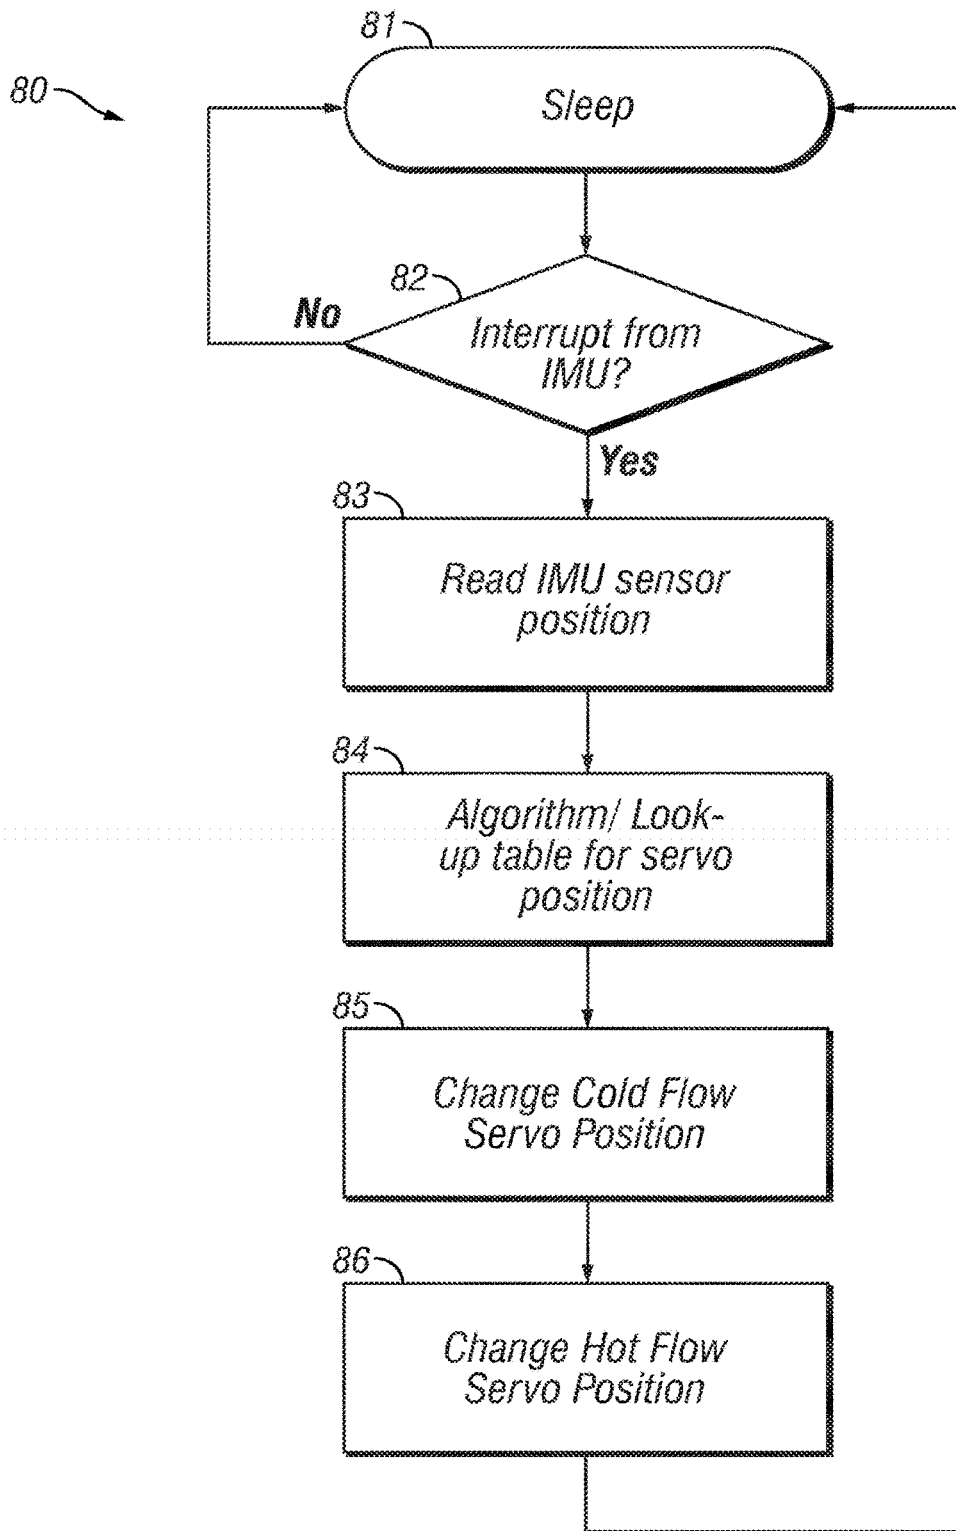 81
80
Sleep
82
No
Interrupt from
IMU?
Yes
83
Read IMU sensor
position
84
Algorithm/ Look-
up table for servo
position
85
Change Cold Flow
Servo Position
86
Change Hot Flow
Servo Position